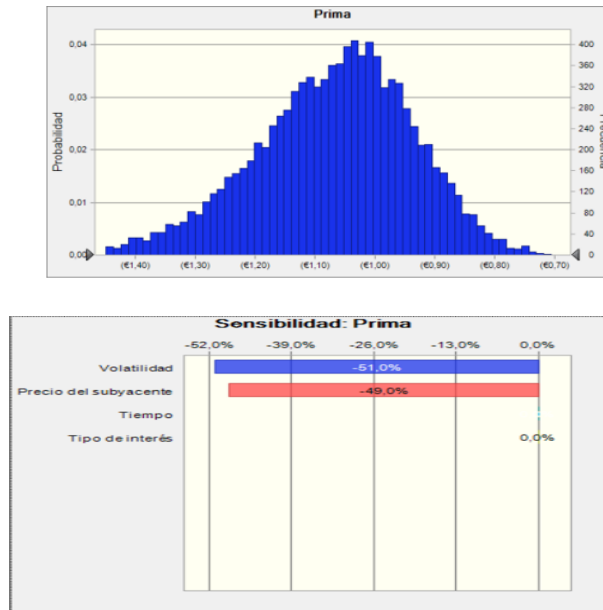 Prima
0,04
0,03
0,02
0,01
0,00
Probabilidad
400
360
320
280
240
200
160
120
80
40
0
Frecuencia
(€1,40) (€1,30) (€1,20) (€1,10) (€1,00) (€0,90) (€0,80) (€0,70)
Sensibilidad: Prima
-52,0% -39,0% -26,0% -13,0% 0,0%
Volatilidad -51,0%
Precio del subyacente -49,0%
Tiempo
Tipo de interés 0,0%